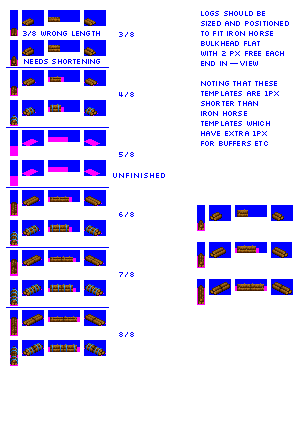 3/8 WRONG LENGTH
3/8
NEEDS SHORTENING
4/8
5/8
UNFINISHED
6/8
7/8
8/8
LOGS SHOULD BE
SIZED AND POSITIONED
TO FIT IRON HORSE
BULKHEAD FLAT
WITH 2 PX FREE EACH
END IN -- VIEW
NOTING THAT THESE
TEMPLATES ARE 1PX
SHORTER THAN
IRON HORSE
TEMPLATES WHICH
HAVE EXTRA 1PX
FOR BUFFERS ETC